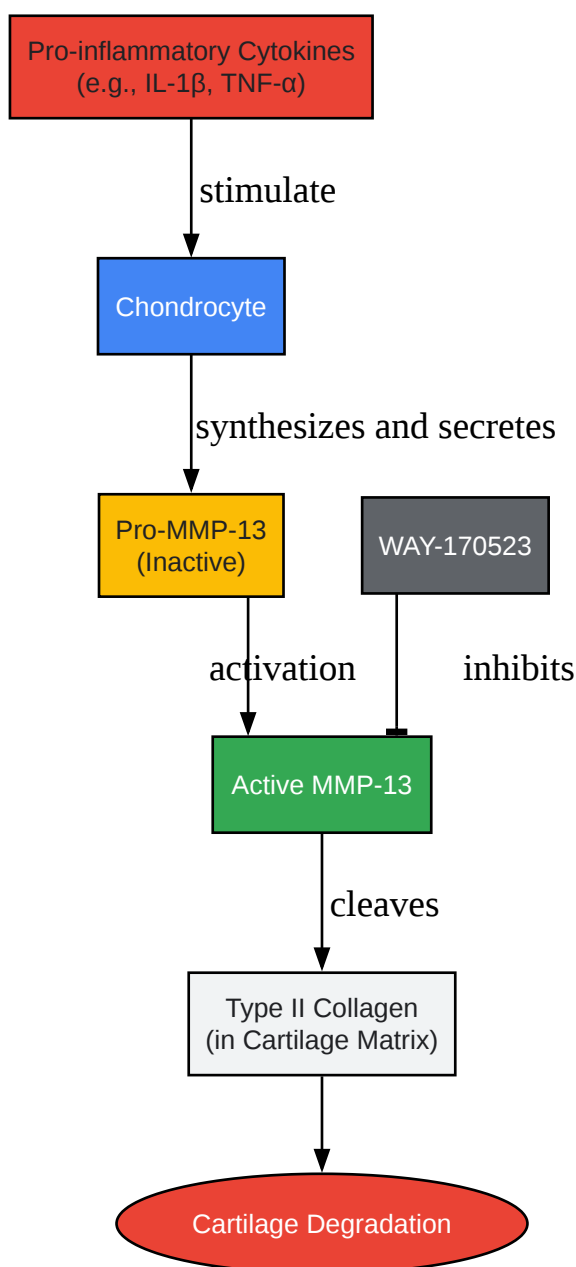 Pro-inflammatory Cytokines
(e.g., IL-1β, TNF-α)
stimulate
Chondrocyte
synthesizes and secretes
Pro-MMP-13
(Inactive)
WAY-170523
activation
inhibits
Active MMP-13
cleaves
Type II Collagen
(in Cartilage Matrix)
Cartilage Degradation